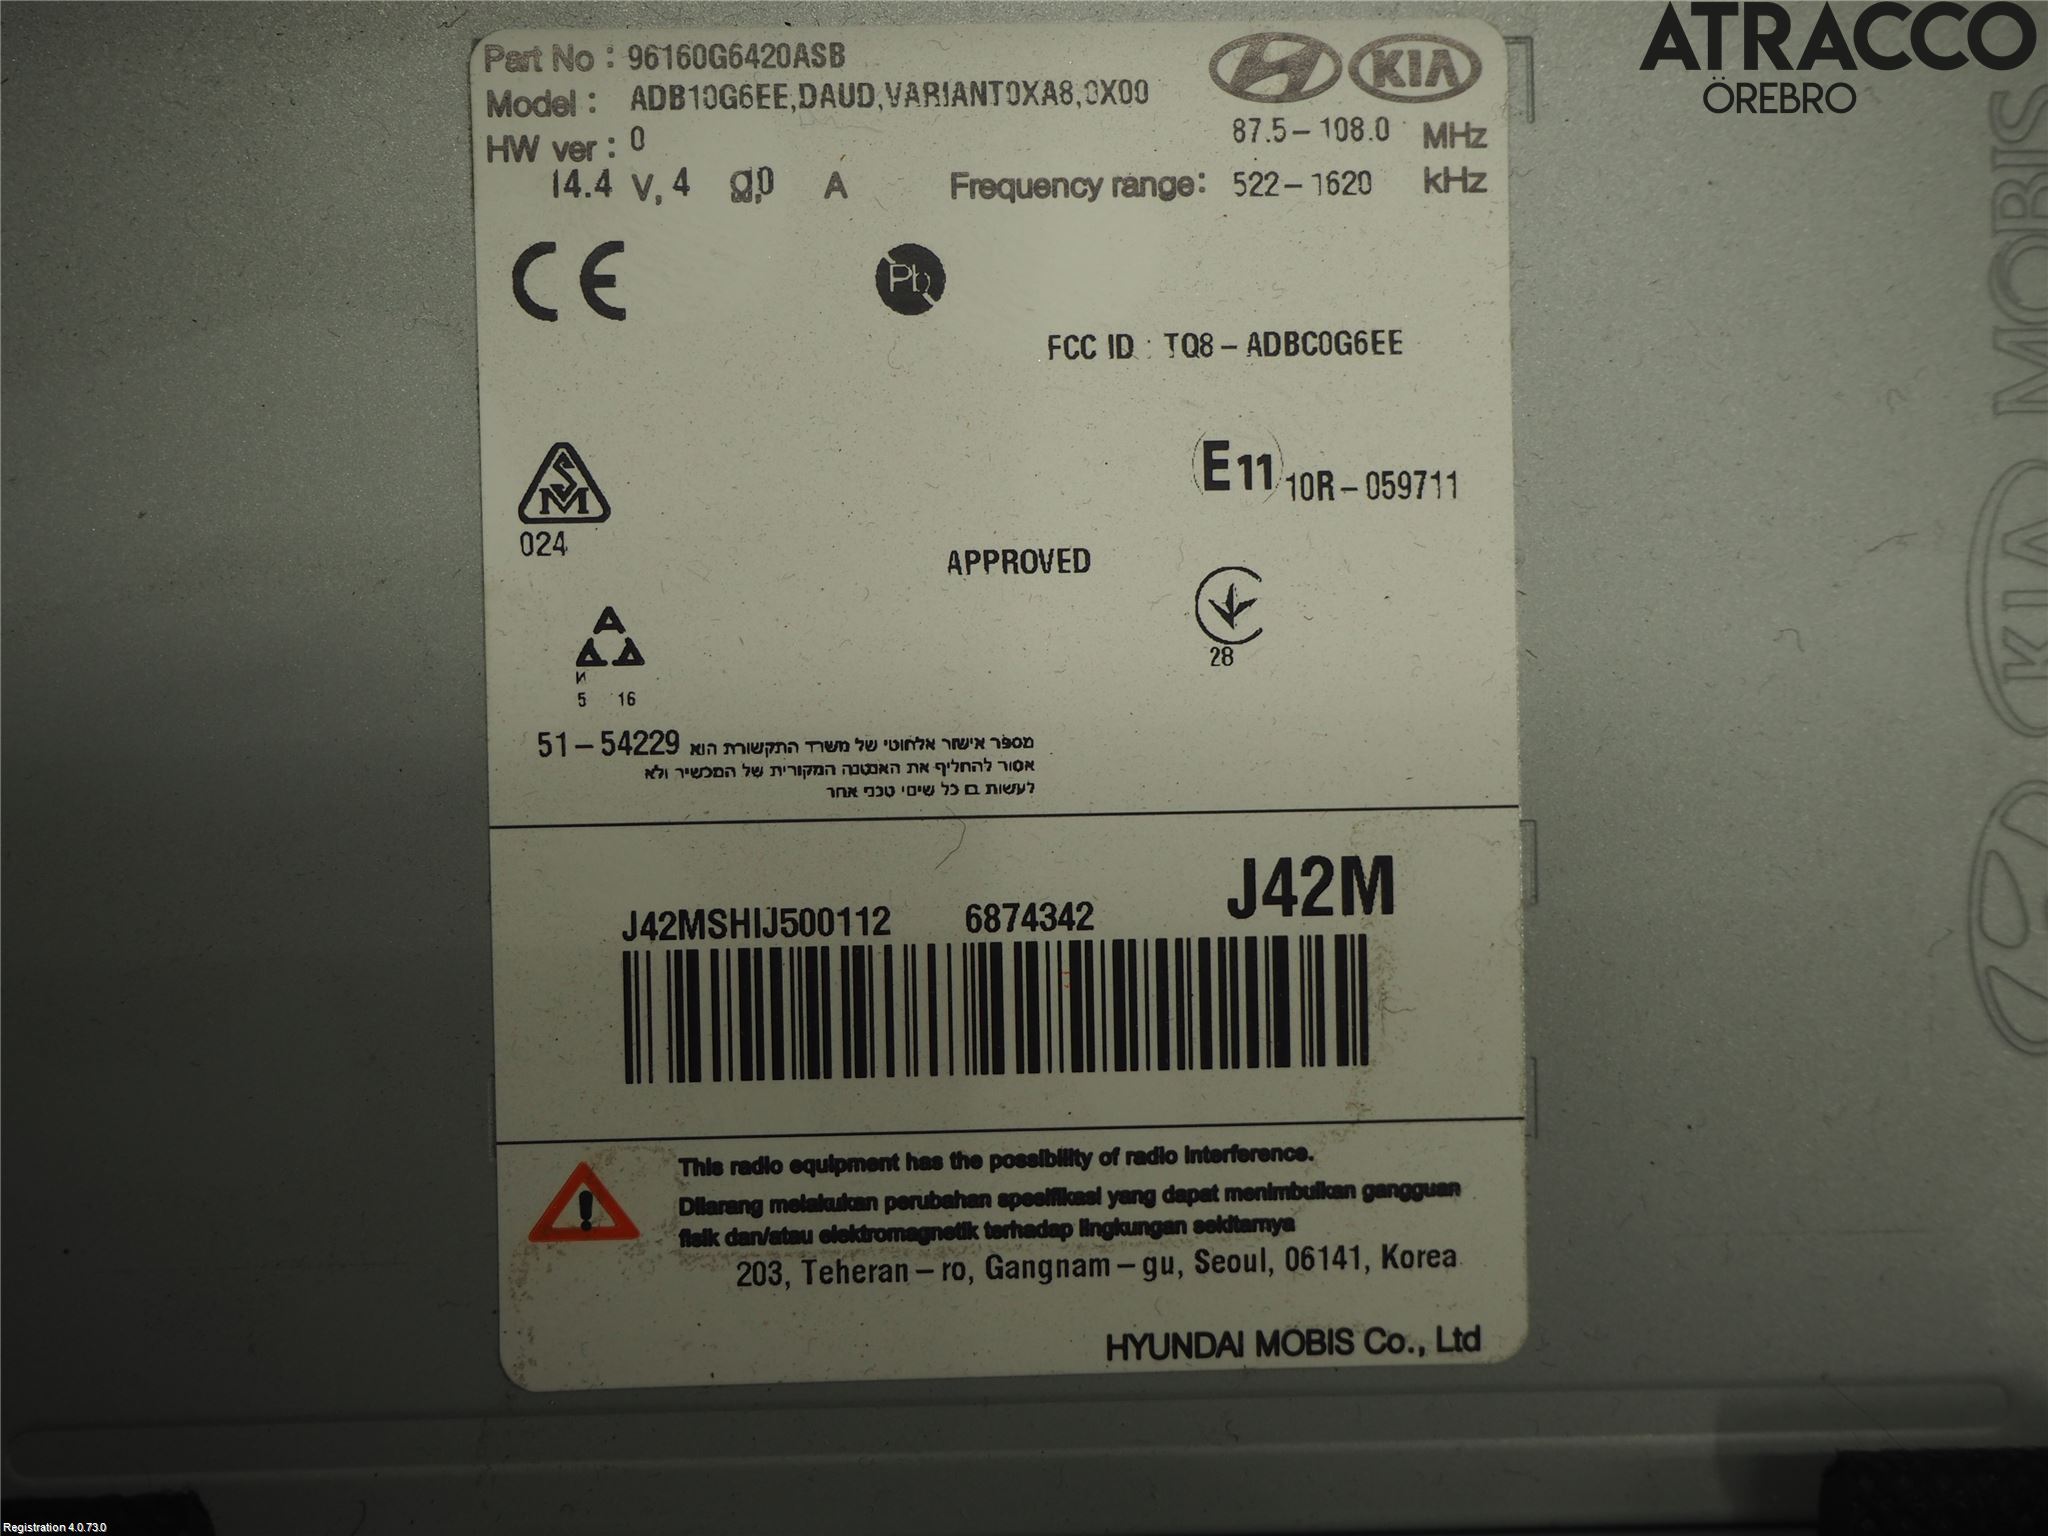 ATRACCO
ÖREBRO
Part No : 96160G6420ASB
KIA
Model : ADB10G6EE,DAUD,VARIANT0XA8,0X00
HW ver : 0
87.5-108.0 MHz
14.4 V, 4 A
Frequency range: 522-1620 kHz
CE
Pb
FCC ID : TQ8-ADBC0G6EE
E11 10R-059711
SM
024
APPROVED
28
A
5 16
51-54229 מספר אישור אלחוטי של משרד התקשורת הוא
אסור להחליף את האנטנה המקורית של המכשיר ולא
לעשות בו כל שינוי טכני אחר
J42M
J42MSHIJ500112 6874342
This radio equipment has the possibility of radio interference.
Dilarang melakukan perubahan spesifikasi yang dapat menimbulkan gangguan
fisik dan/atau elektromagnetik terhadap lingkungan sekitarnya
203, Teheran-ro, Gangnam-gu, Seoul, 06141, Korea
HYUNDAI MOBIS Co., Ltd
MOBIS
KIA
Registration 4.0.73.0